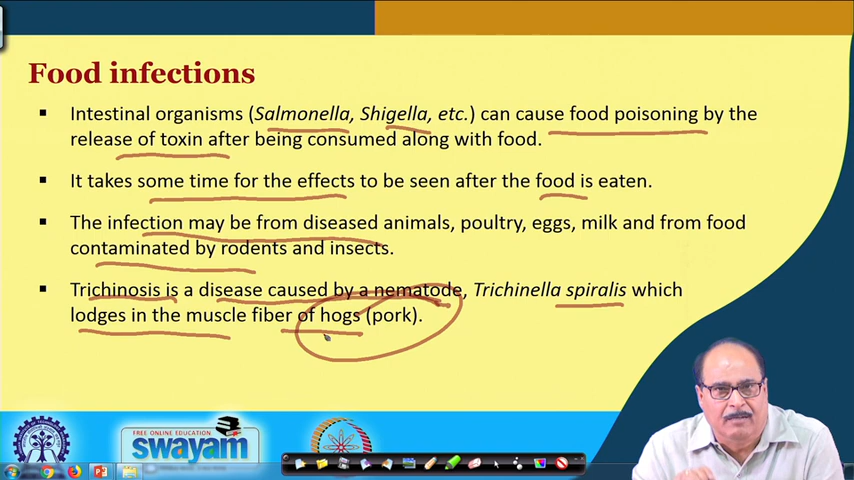 Food infections
▪ Intestinal organisms (Salmonella, Shigella, etc.) can cause food poisoning by the
release of toxin after being consumed along with food.
▪ It takes some time for the effects to be seen after the food is eaten.
▪ The infection may be from diseased animals, poultry, eggs, milk and from food
contaminated by rodents and insects.
▪ Trichinosis is a disease caused by a nematode, Trichinella spiralis which
lodges in the muscle fiber of hogs (pork).
FREE ONLINE EDUCATION
swayam